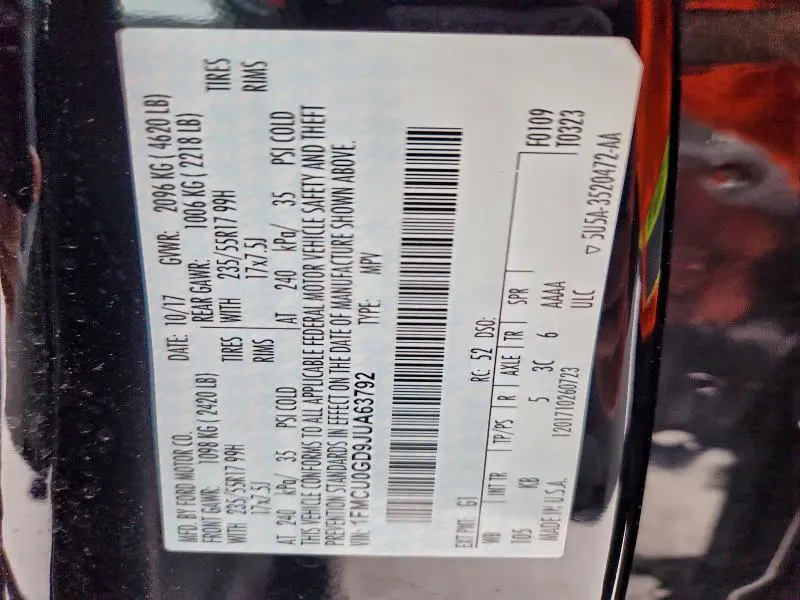 MFD. BY FORD MOTOR CO.
DATE: 10/17 GVWR: 2096 KG ( 4620 LB)
FRONT GAWR: 1098 KG ( 2420 LB) REAR GAWR: 1006 KG ( 2218 LB)
WITH 235/55R17 99H TIRES WITH 235/55R17 99H TIRES
17x7.5J RIMS 17x7.5J RIMS
AT 240 kPa/ 35 PSI COLD AT 240 kPa/ 35 PSI COLD
THIS VEHICLE CONFORMS TO ALL APPLICABLE FEDERAL MOTOR VEHICLE SAFETY AND THEFT
PREVENTION STANDARDS IN EFFECT ON THE DATE OF MANUFACTURE SHOWN ABOVE.
VIN: 1FMCU0GD9JUA63792 TYPE: MPV
F0109
T0323
EXT PNT: G1 RC: 52 DSO:
WB INT TR TP/PS R AXLE TR SPR
105 KB 5 3C 6 AAAA
ULC
MADE IN U.S.A. 1201710260723
▽ 5U5A-3520472-AA